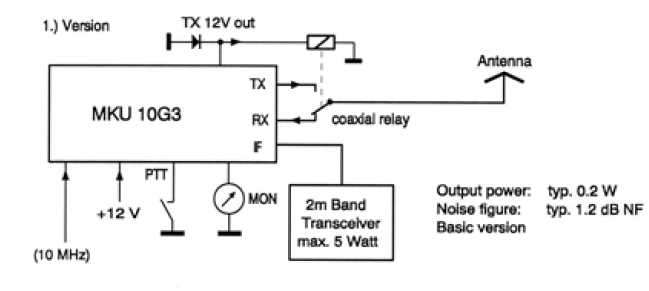 1.) Version
TX 12V out
Antenna
TX
MKU 10G3
RX
coaxial relay
IF
PTT
MON
+12 V
(10 MHz)
2m Band
Transceiver
max. 5 Watt
Output power: typ. 0.2 W
Noise figure: typ. 1.2 dB NF
Basic version